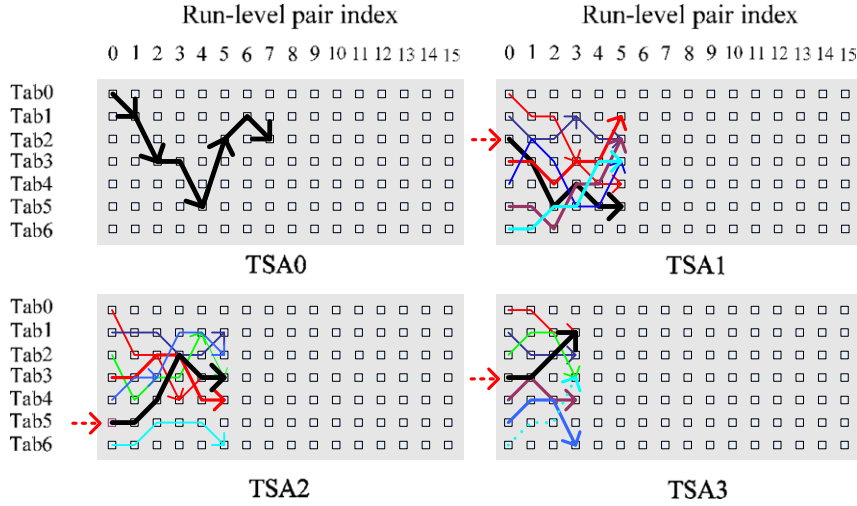 Run-level pair index Run-level pair index
0 1 2 3 4 5 6 7 8 9 10 11 12 13 14 15 0 1 2 3 4 5 6 7 8 9 10 11 12 13 14 15
Tab0
Tab1
Tab2
Tab3
Tab4
Tab5
Tab6
TSA0 TSA1
Tab0
Tab1
Tab2
Tab3
Tab4
Tab5
Tab6
TSA2 TSA3